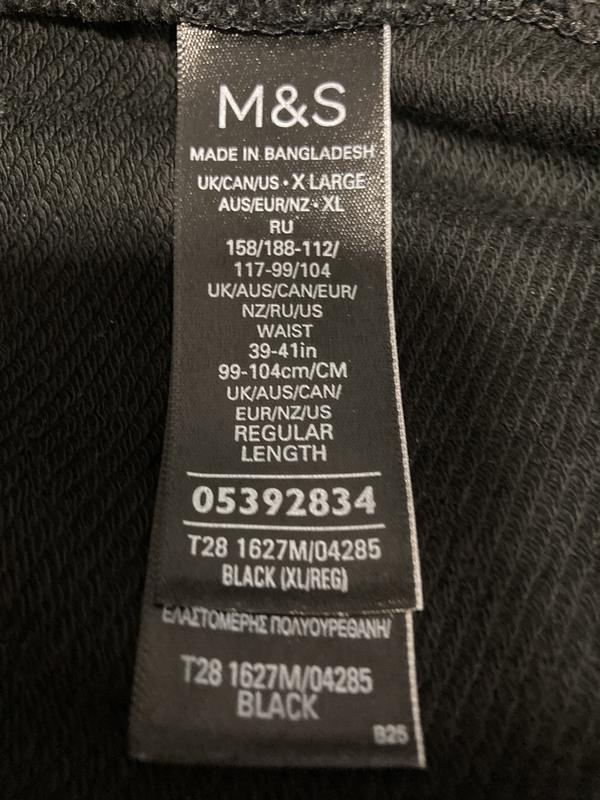 M&S
MADE IN BANGLADESH
UK/CAN/US • X LARGE
AUS/EUR/NZ • XL
RU
158/188-112/
117-99/104
UK/AUS/CAN/EUR/
NZ/RU/US
WAIST
39-41in
99-104cm/CM
UK/AUS/CAN/
EUR/NZ/US
REGULAR
LENGTH
05392834
T28 1627M/04285
BLACK (XL/REG)
ΕΛΑΣΤΟΜΕΡΗΣ ΠΟΛΥΟΥΡΕΘΑΝΗ/
T28 1627M/04285
BLACK
B25